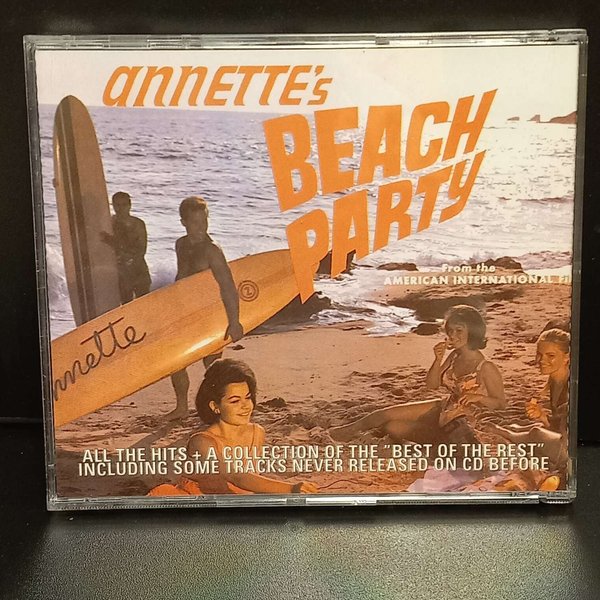 annETTE's
BEACH
PARTY
From the
AMERICAN INTERNATIONAL
nnette
ALL THE HITS + A COLLECTION OF THE "BEST OF THE REST"
INCLUDING SOME TRACKS NEVER RELEASED ON CD BEFORE